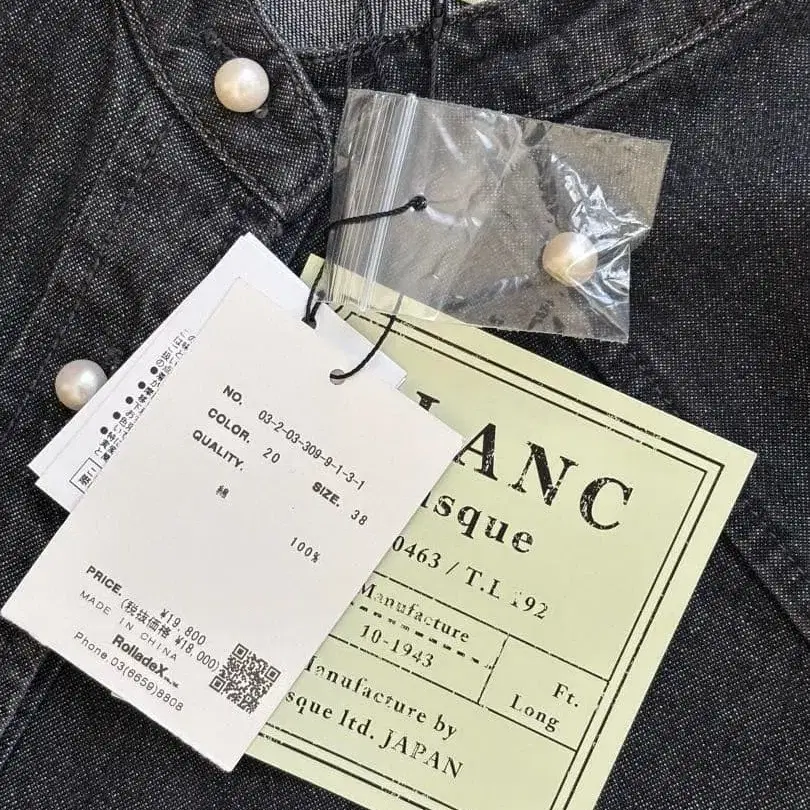 NO. 03-2-03-309-9-1-3-1
COLOR. 20 SIZE. 38
QUALITY.
綿 100%
PRICE. ¥19,800
(税抜価格 ¥18,000)
MADE IN CHINA
RolladeX
Phone.03(6659)8808
LANC
sque
0463 / T.L 192
Manufacture
10-1943
Ft.
Long
Manufacture by
sque ltd. JAPAN